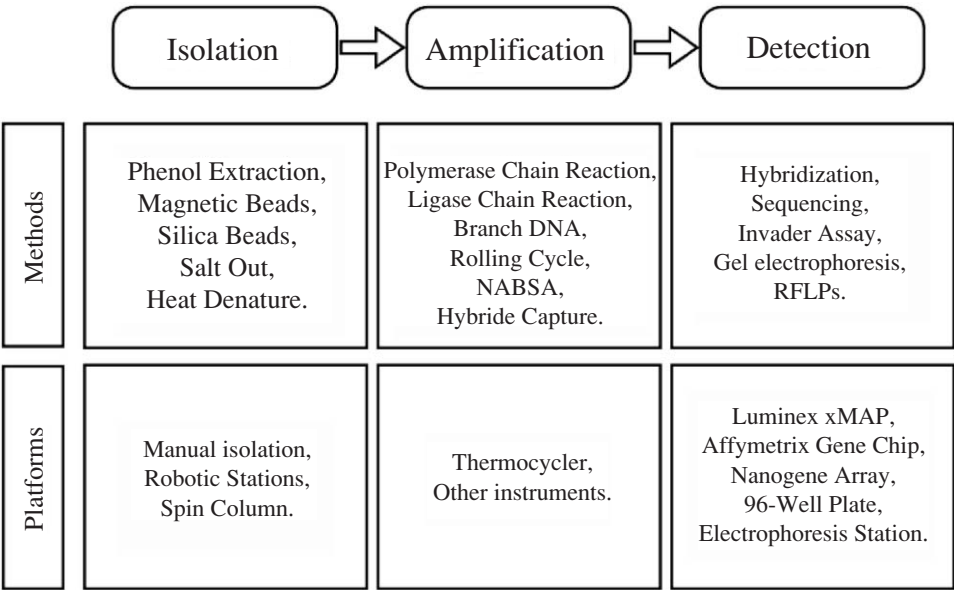 Isolation
Amplification
Detection
Methods
Phenol Extraction,
Magnetic Beads,
Silica Beads,
Salt Out,
Heat Denature.
Polymerase Chain Reaction,
Ligase Chain Reaction,
Branch DNA,
Rolling Cycle,
NABSA,
Hybride Capture.
Hybridization,
Sequencing,
Invader Assay,
Gel electrophoresis,
RFLPs.
Platforms
Manual isolation,
Robotic Stations,
Spin Column.
Thermocycler,
Other instruments.
Luminex xMAP,
Affymetrix Gene Chip,
Nanogene Array,
96-Well Plate,
Electrophoresis Station.